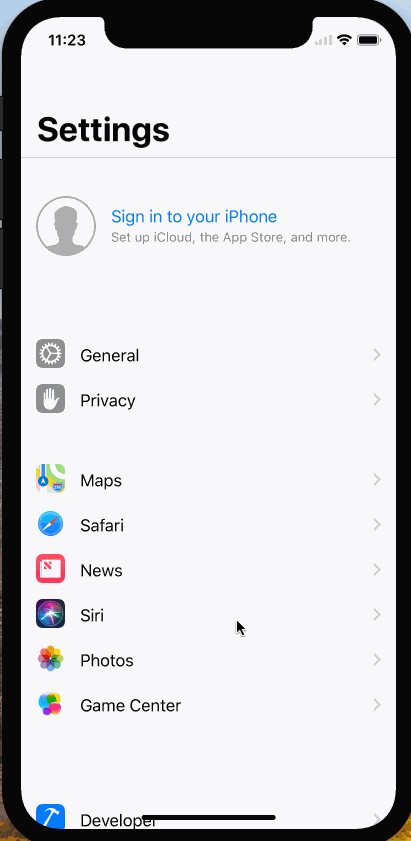 11:23
Settings
Sign in to your iPhone
Set up iCloud, the App Store, and more.
General
Privacy
Maps
Safari
News
Siri
Photos
Game Center
Developer